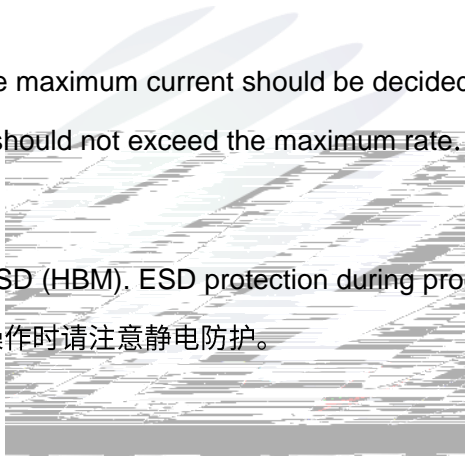 e maximum current should be decided
should not exceed the maximum rate.
SD (HBM). ESD protection during pro
作时请注意静电防护。